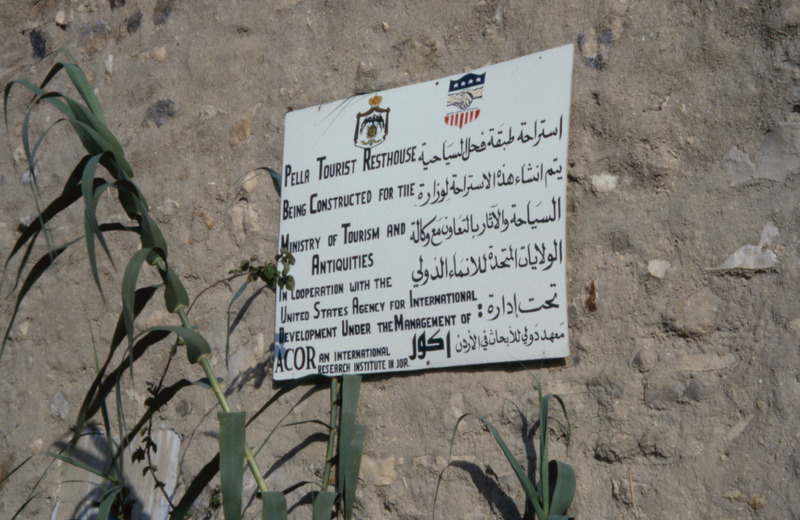 PELLA TOURIST RESTHOUSE استراحة طبقة فحل السياحية
BEING CONSTRUCTED FOR THE يتم انشاء هذه الاستراحة لوزارة
MINISTRY OF TOURISM AND السياحة والآثار بالتعاون مع وكالة
ANTIQUITIES الولايات المتحدة للانماء الدولي
IN COOPERATION WITH THE
UNITED STATES AGENCY FOR INTERNATIONAL تحت إدارة:
DEVELOPMENT UNDER THE MANAGEMENT OF
ACOR AN INTERNATIONAL اكور معهد دولي للأبحاث في الأردن
RESEARCH INSTITUTE IN JOR.